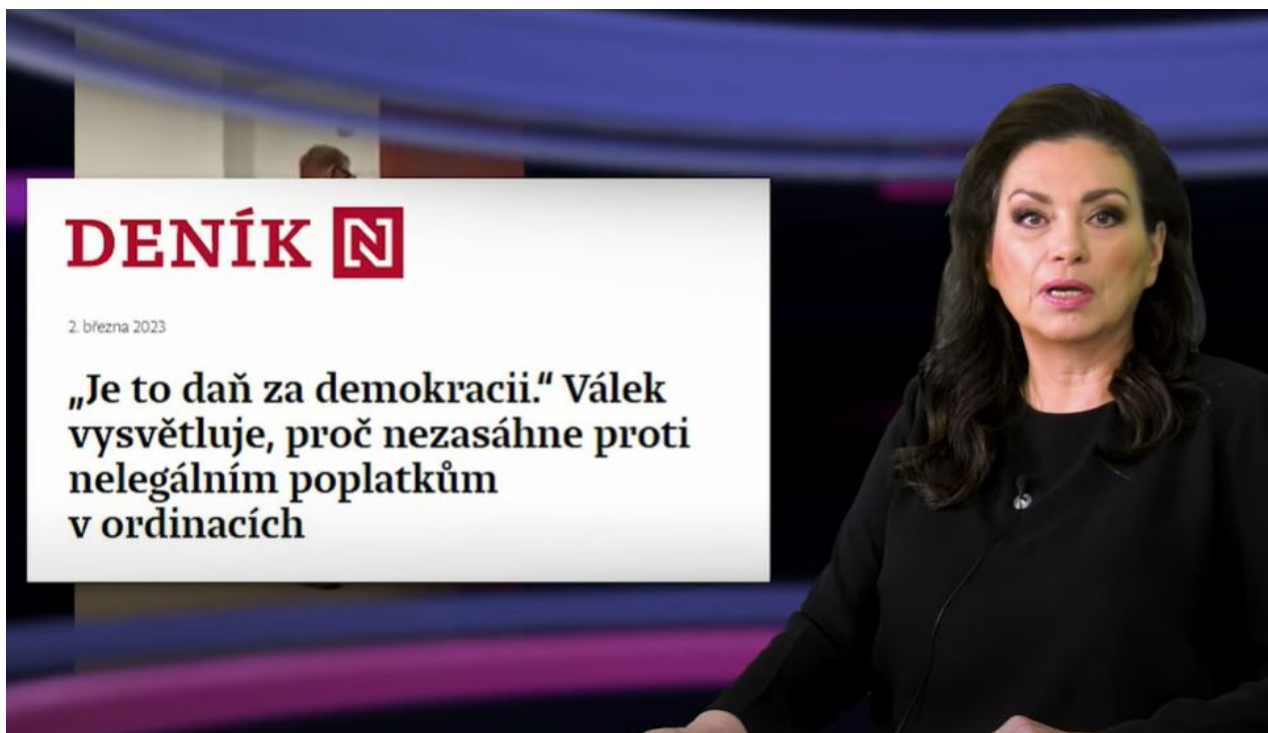 DENÍK N
2. března 2023
„Je to daň za demokracii.“ Válek
vysvětluje, proč nezasáhne proti
nelegálním poplatkům
v ordinacích